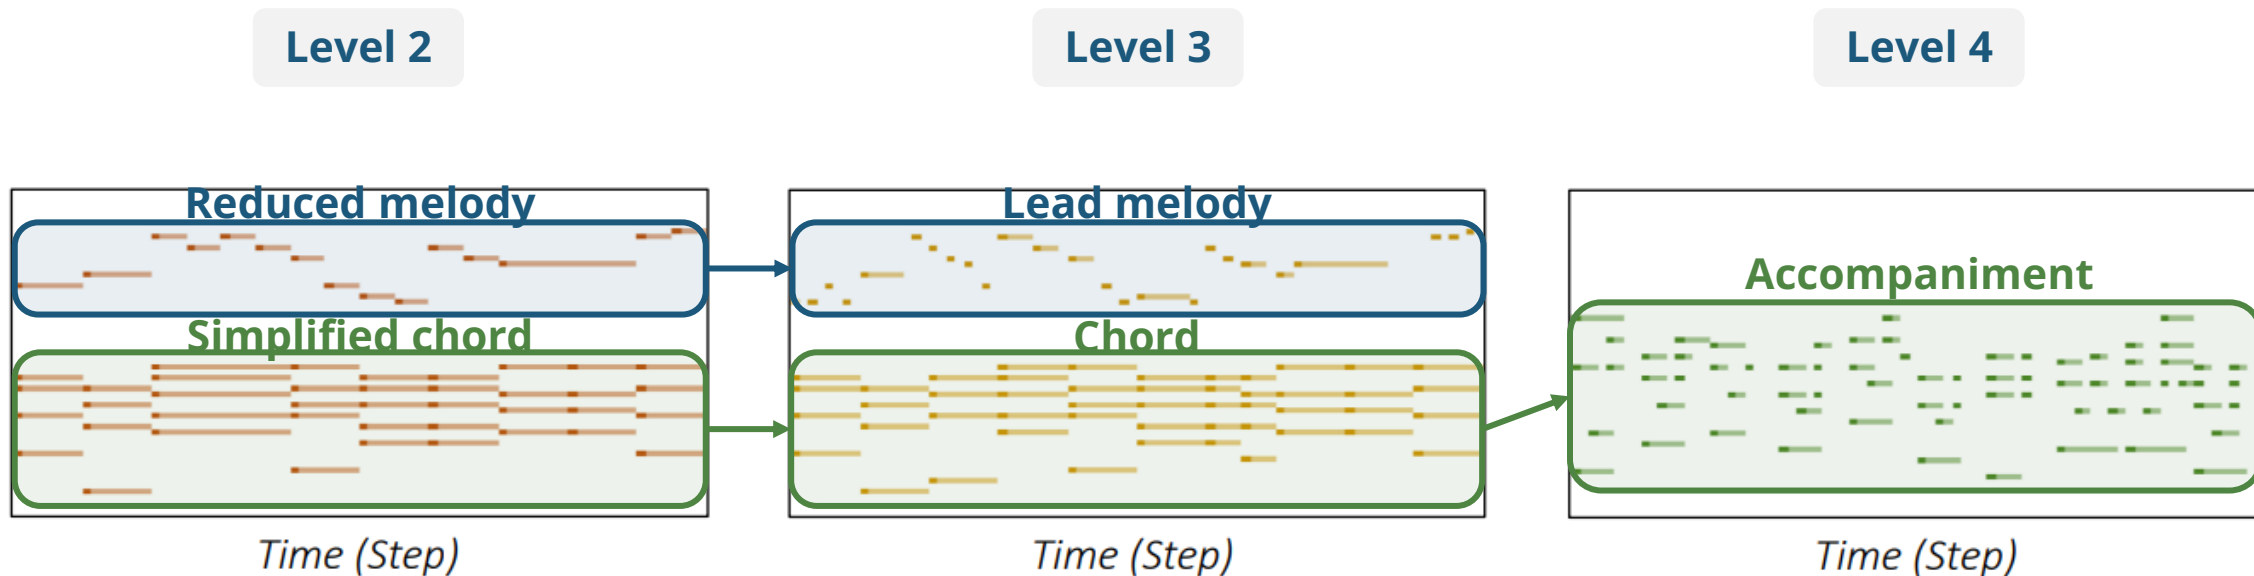 Level 2
Level 3
Level 4
Reduced melody
Lead melody
Accompaniment
Simplified chord
Chord
Time (Step)
Time (Step)
Time (Step)